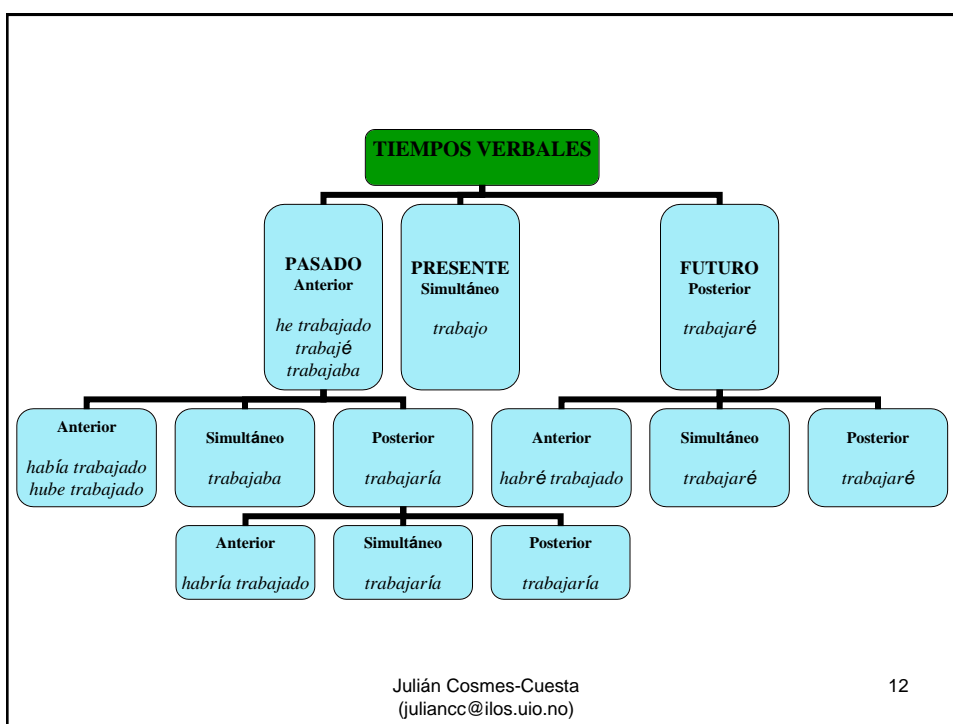 TIEMPOS VERBALES
PASADO
Anterior
he trabajado
trabajé
trabajaba
PRESENTE
Simultáneo
trabajo
FUTURO
Posterior
trabajaré
Anterior
había trabajado
hube trabajado
Simultáneo
trabajaba
Posterior
trabajaría
Anterior
habré trabajado
Simultáneo
trabajaré
Posterior
trabajaré
Anterior
habría trabajado
Simultáneo
trabajaría
Posterior
trabajaría
Julián Cosmes-Cuesta
(juliancc@ilos.uio.no)
12